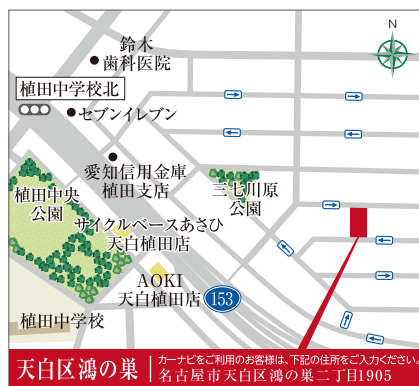 N
鈴木
歯科医院
植田中学校北
セブンイレブン
愛知信用金庫
植田支店
三七川原
公園
植田中央
公園
サイクルベースあさひ
天白植田店
AOKI
天白植田店
153
植田中学校
天白区鴻の巣
カーナビをご利用のお客様は、下記の住所をご入力ください。
名古屋市天白区鴻の巣二丁目1905